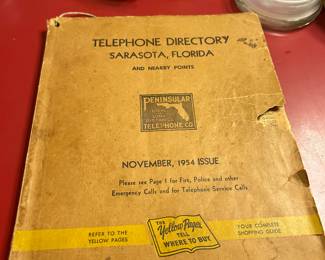 TELEPHONE DIRECTORY
SARASOTA, FLORIDA
AND NEARBY POINTS
PENINSULAR
TELEPHONE CO.
NOVEMBER, 1954 ISSUE
Please see Page 1 for Fire, Police and other
Emergency Calls and for Telephone Service Calls
REFER TO THE
YELLOW PAGES
THE
Yellow Pages
TELL
WHERE TO BUY
YOUR COMPLETE
SHOPPING GUIDE